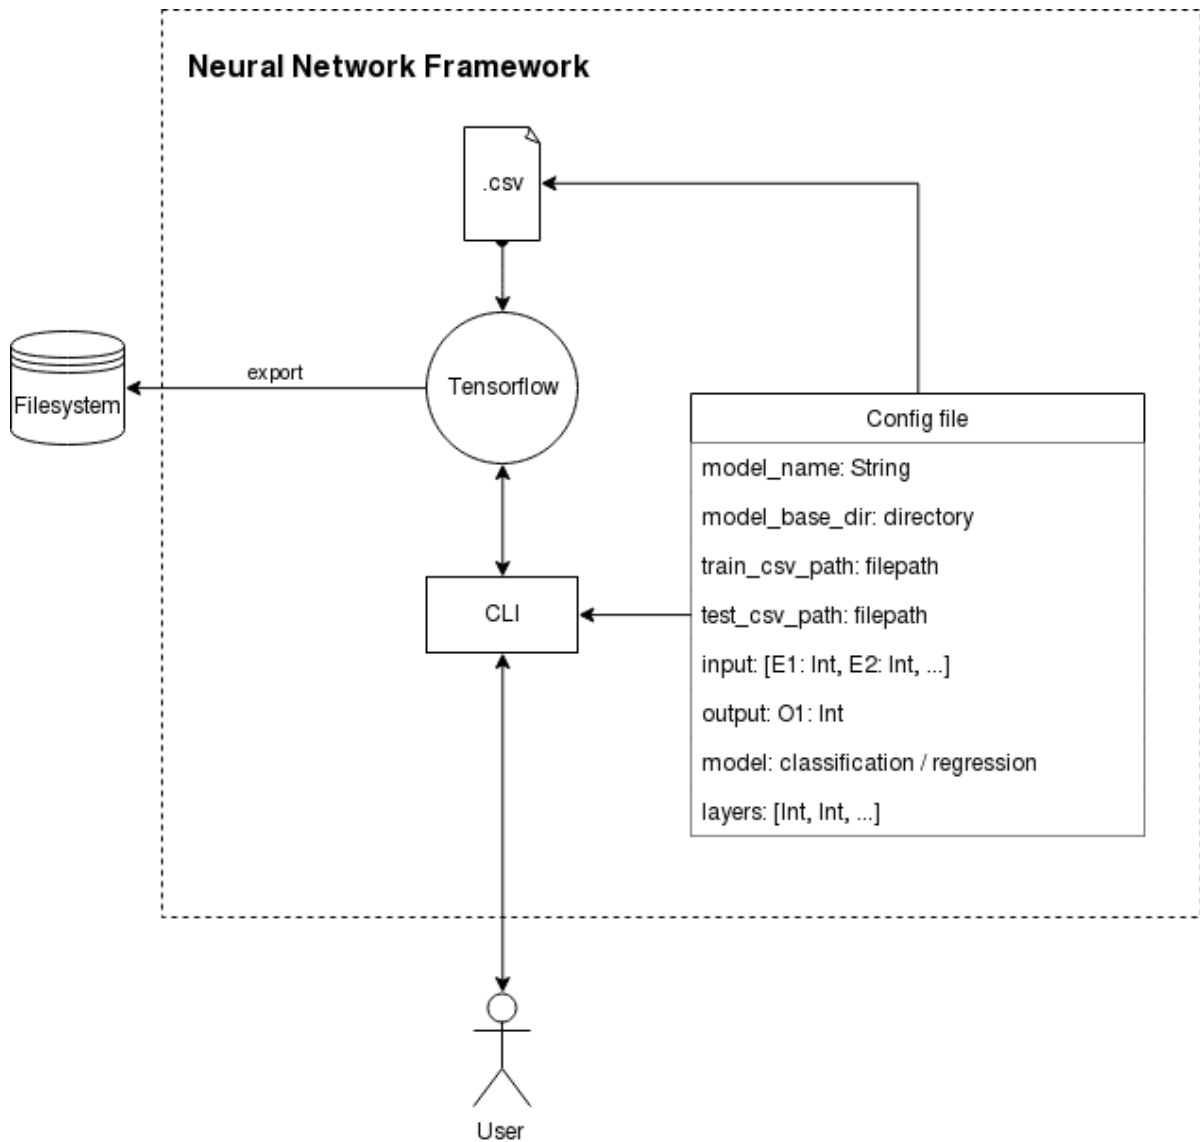 Neural Network Framework
.csv
export
Filesystem
Tensorflow
Config file
model_name: String
model_base_dir: directory
train_csv_path: filepath
test_csv_path: filepath
input: [E1: Int, E2: Int, ...]
output: O1: Int
model: classification / regression
layers: [Int, Int, ...]
CLI
User